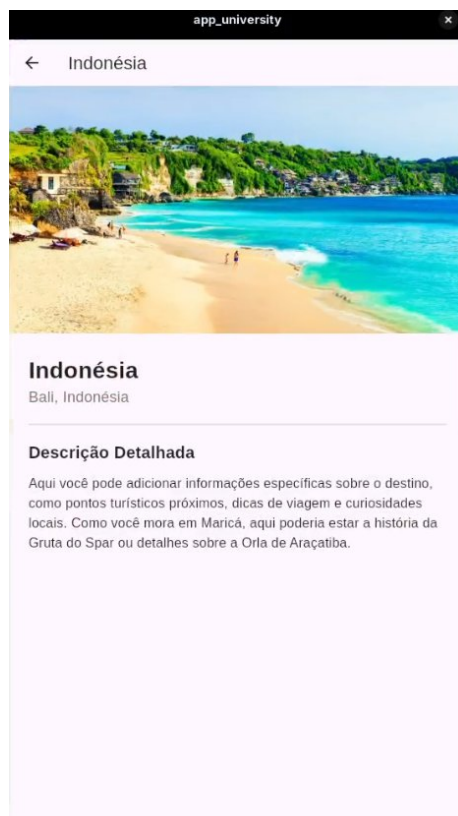 app_university
Indonésia
Indonésia
Bali, Indonésia
Descrição Detalhada
Aqui você pode adicionar informações específicas sobre o destino,
como pontos turísticos próximos, dicas de viagem e curiosidades
locais. Como você mora em Maricá, aqui poderia estar a história da
Gruta do Spar ou detalhes sobre a Orla de Araçatiba.